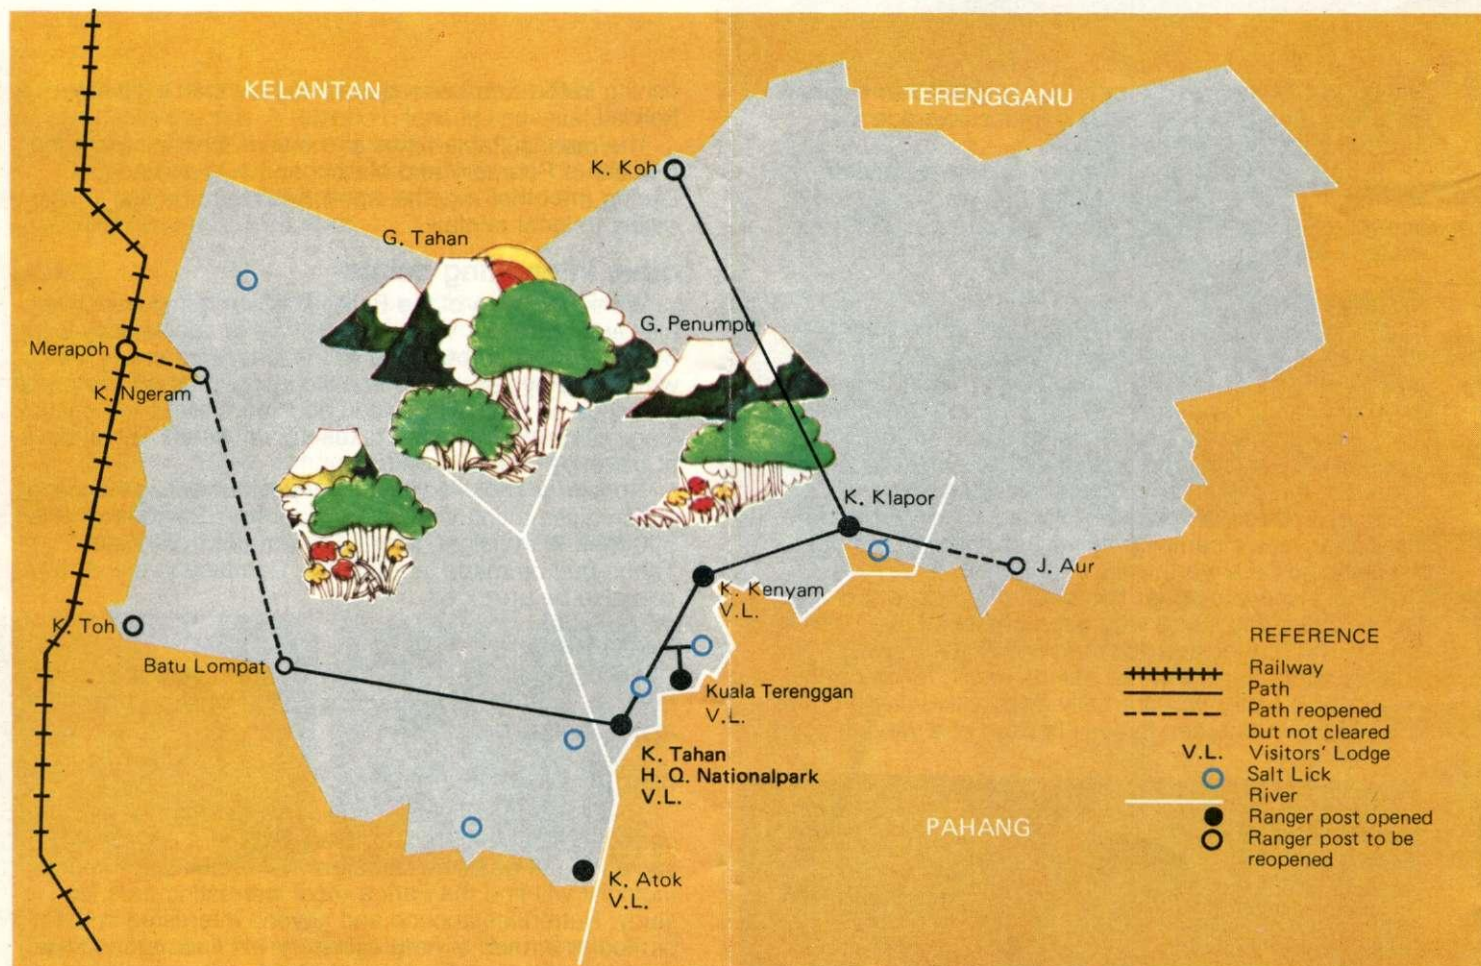 KELANTAN
TERENGGANU
K. Koh
G. Tahan
G. Penumpu
Merapoh
K. Ngeram
K. Klapor
J. Aur
K. Kenyam
V.L.
K. Toh
Batu Lompat
Kuala Terenggan
V.L.
K. Tahan
H. Q. Nationalpark
V.L.
K. Atok
V.L.
PAHANG
REFERENCE
Railway
Path
Path reopened
but not cleared
V.L. Visitors' Lodge
Salt Lick
River
Ranger post opened
Ranger post to be
reopened